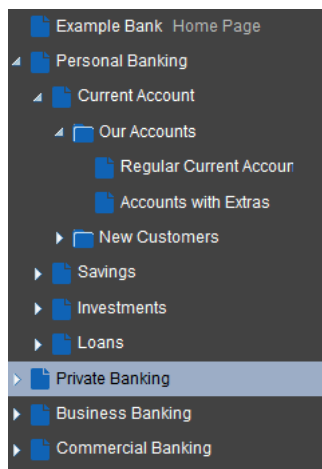 Example Bank Home Page
Personal Banking
Current Account
Our Accounts
Regular Current Accoun
Accounts with Extras
New Customers
Savings
Investments
Loans
Private Banking
Business Banking
Commercial Banking